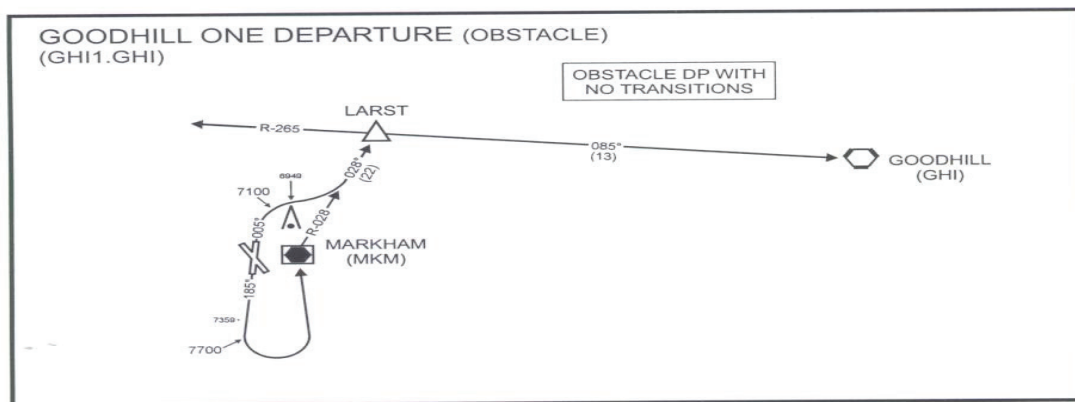 GOODHILL ONE DEPARTURE (OBSTACLE)
(GHI1.GHI)
OBSTACLE DP WITH
NO TRANSITIONS
LARST
R-265
085°
(13)
GOODHILL
(GHI)
028°
(22)
6949
7100
005°
R-028
MARKHAM
(MKM)
185°
7359
7700